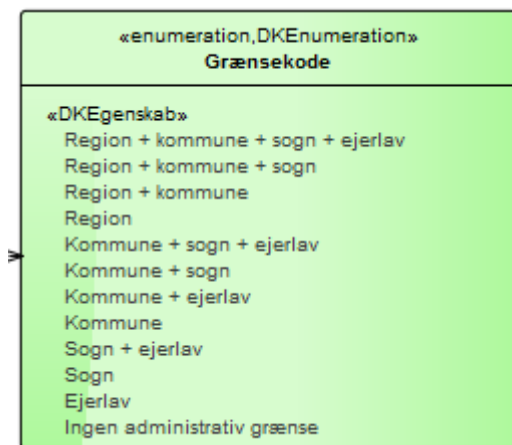 «enumeration,DKEnumeration»
Grænsekode
«DKEgenskab»
Region + kommune + sogn + ejerlav
Region + kommune + sogn
Region + kommune
Region
Kommune + sogn + ejerlav
Kommune + sogn
Kommune + ejerlav
Kommune
Sogn + ejerlav
Sogn
Ejerlav
Ingen administrativ grænse